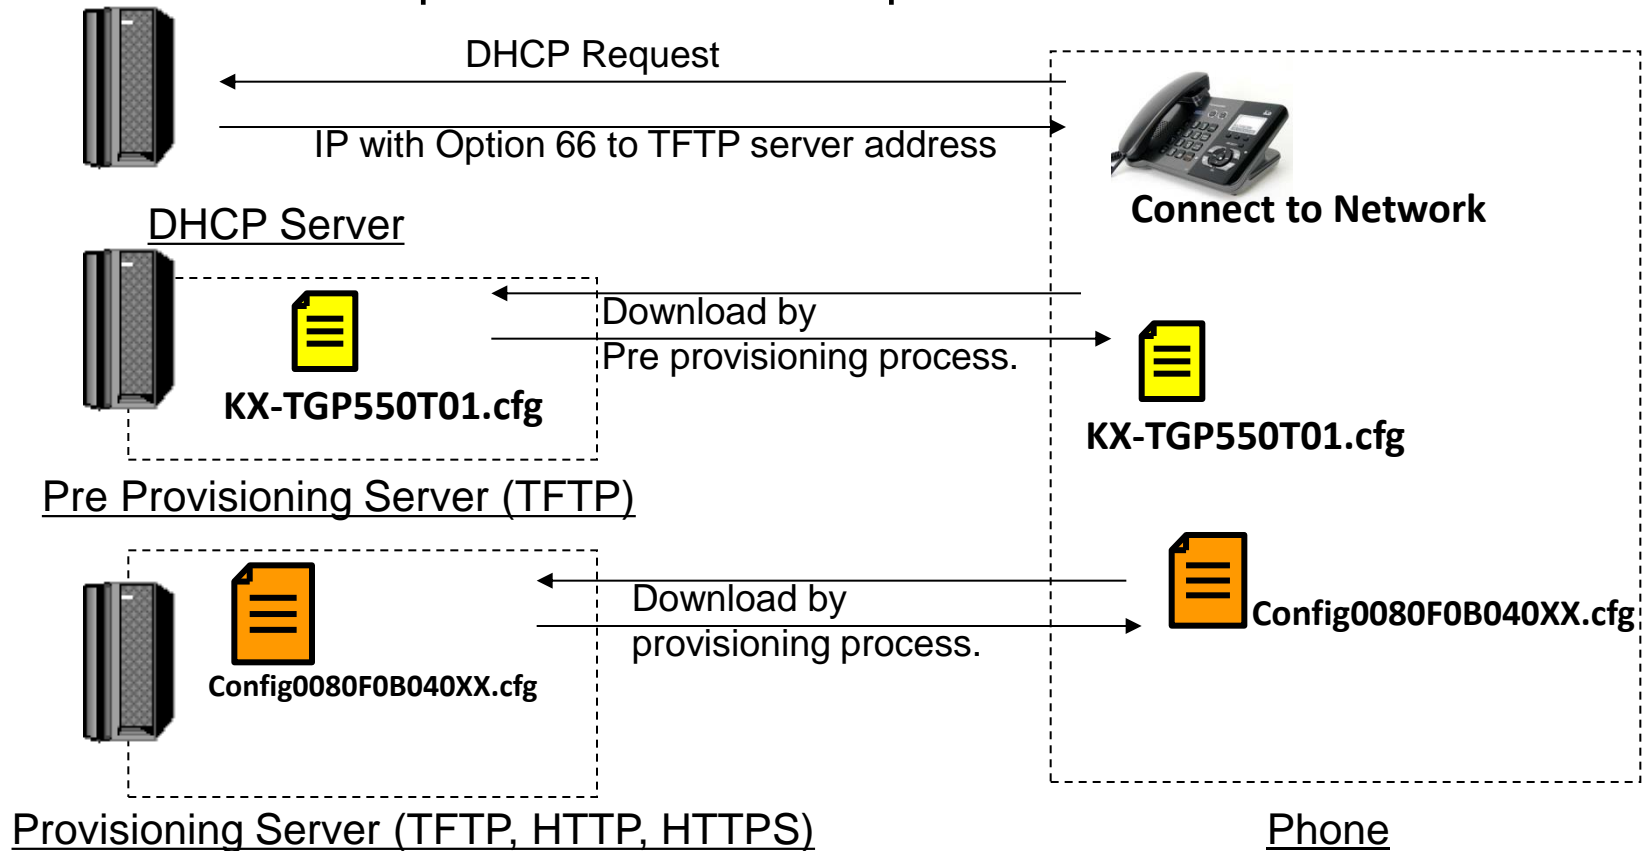 DHCP Request
IP with Option 66 to TFTP server address
Connect to Network
DHCP Server
Download by
Pre provisioning process.
KX-TGP550T01.cfg
KX-TGP550T01.cfg
Pre Provisioning Server (TFTP)
Download by
provisioning process.
Config0080F0B040XX.cfg
Config0080F0B040XX.cfg
Provisioning Server (TFTP, HTTP, HTTPS)
Phone